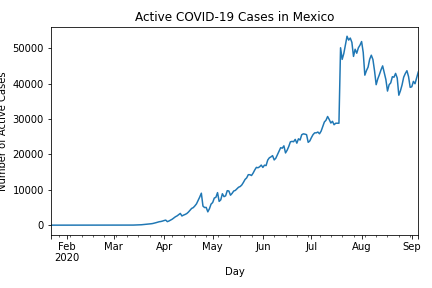 Active COVID-19 Cases in Mexico
Number of Active Cases
50000
40000
30000
20000
10000
0
Feb Mar Apr May Jun Jul Aug Sep
2020
Day